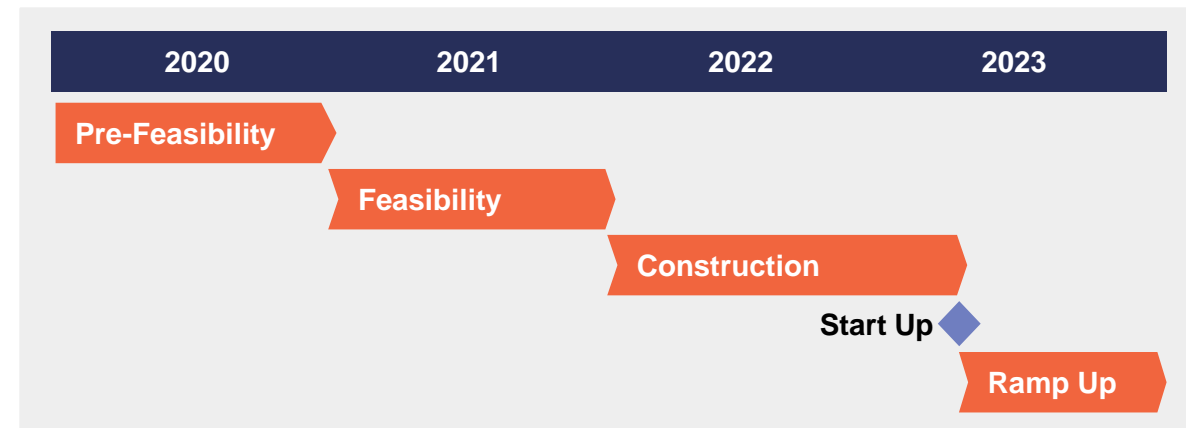 2020 2021 2022 2023
Pre-Feasibility
Feasibility
Construction
Start Up
Ramp Up